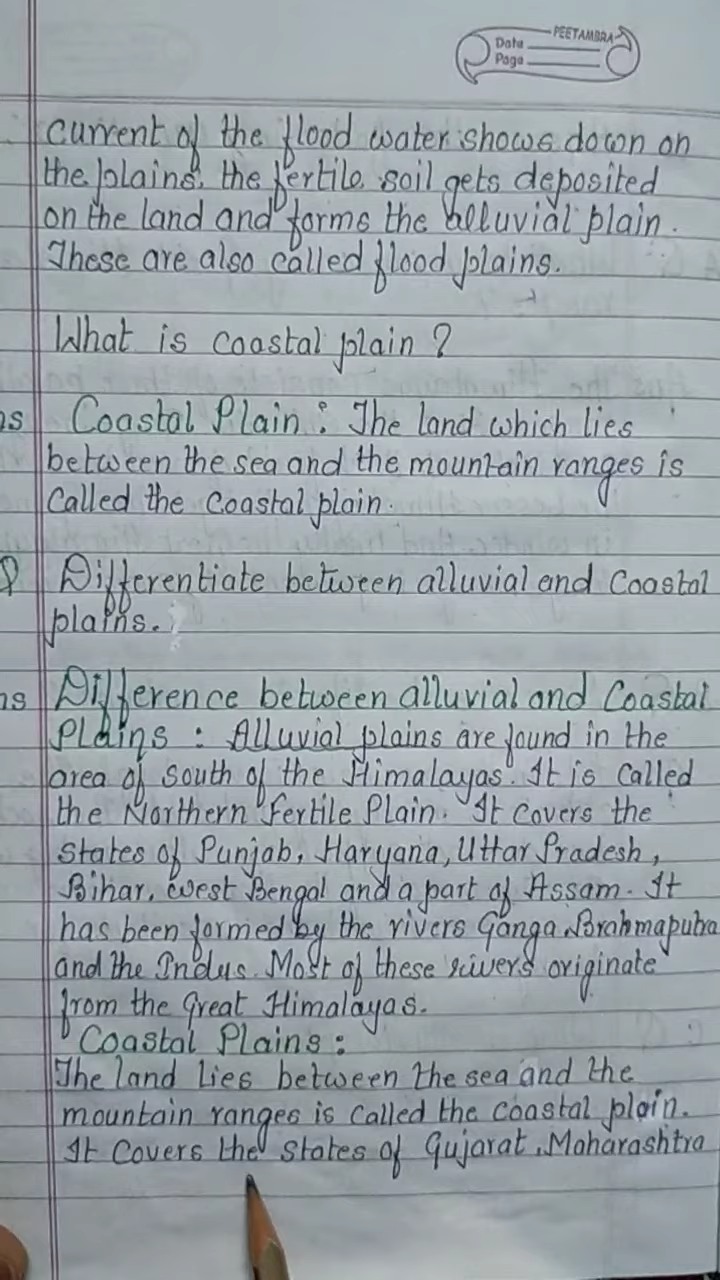 PEETAMBRA
Date
Page
current of the flood water shows down on
the plains, the fertile soil gets deposited
on the land and forms the alluvial plain.
These are also called flood plains.
What is coastal plain ?
ns Coastal Plain : The land which lies
between the sea and the mountain ranges is
called the coastal plain.
Q Differentiate between alluvial and Coastal
plains.
ns Difference between alluvial and Coastal
Plains : Alluvial plains are found in the
area of south of the Himalayas. It is called
the Northern Fertile Plain. It covers the
states of Punjab, Haryana, Uttar Pradesh,
Bihar, West Bengal and a part of Assam. It
has been formed by the rivers Ganga, Brahmaputra
and the Indus. Most of these rivers originate
from the Great Himalayas.
Coastal Plains :
The land lies between the sea and the
mountain ranges is called the coastal plain.
It covers the states of Gujarat, Maharashtra